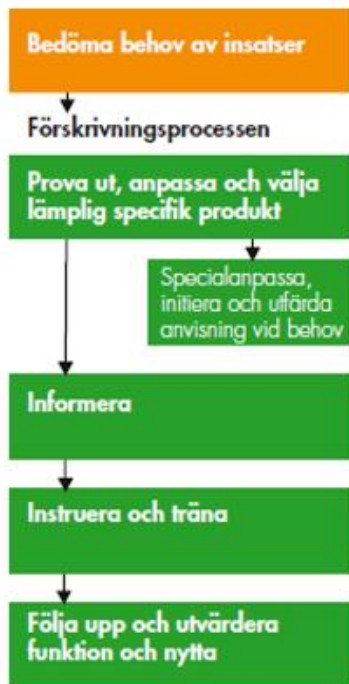 Bedöma behov av insatser
Förskrivningsprocessen
Prova ut, anpassa och välja
lämplig specifik produkt
Specialanpassa,
initiera och utfärda
anvisning vid behov
Informera
Instruera och träna
Följa upp och utvärdera
funktion och nytta